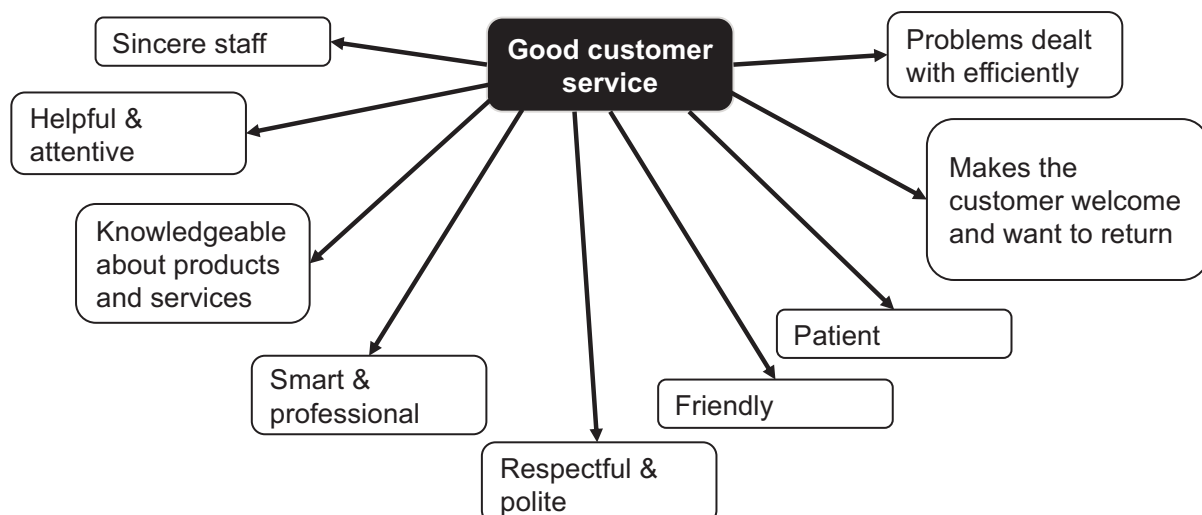 Good customer
service
Sincere staff
Helpful &
attentive
Knowledgeable
about products
and services
Smart &
professional
Respectful &
polite
Friendly
Patient
Makes the
customer welcome
and want to return
Problems dealt
with efficiently